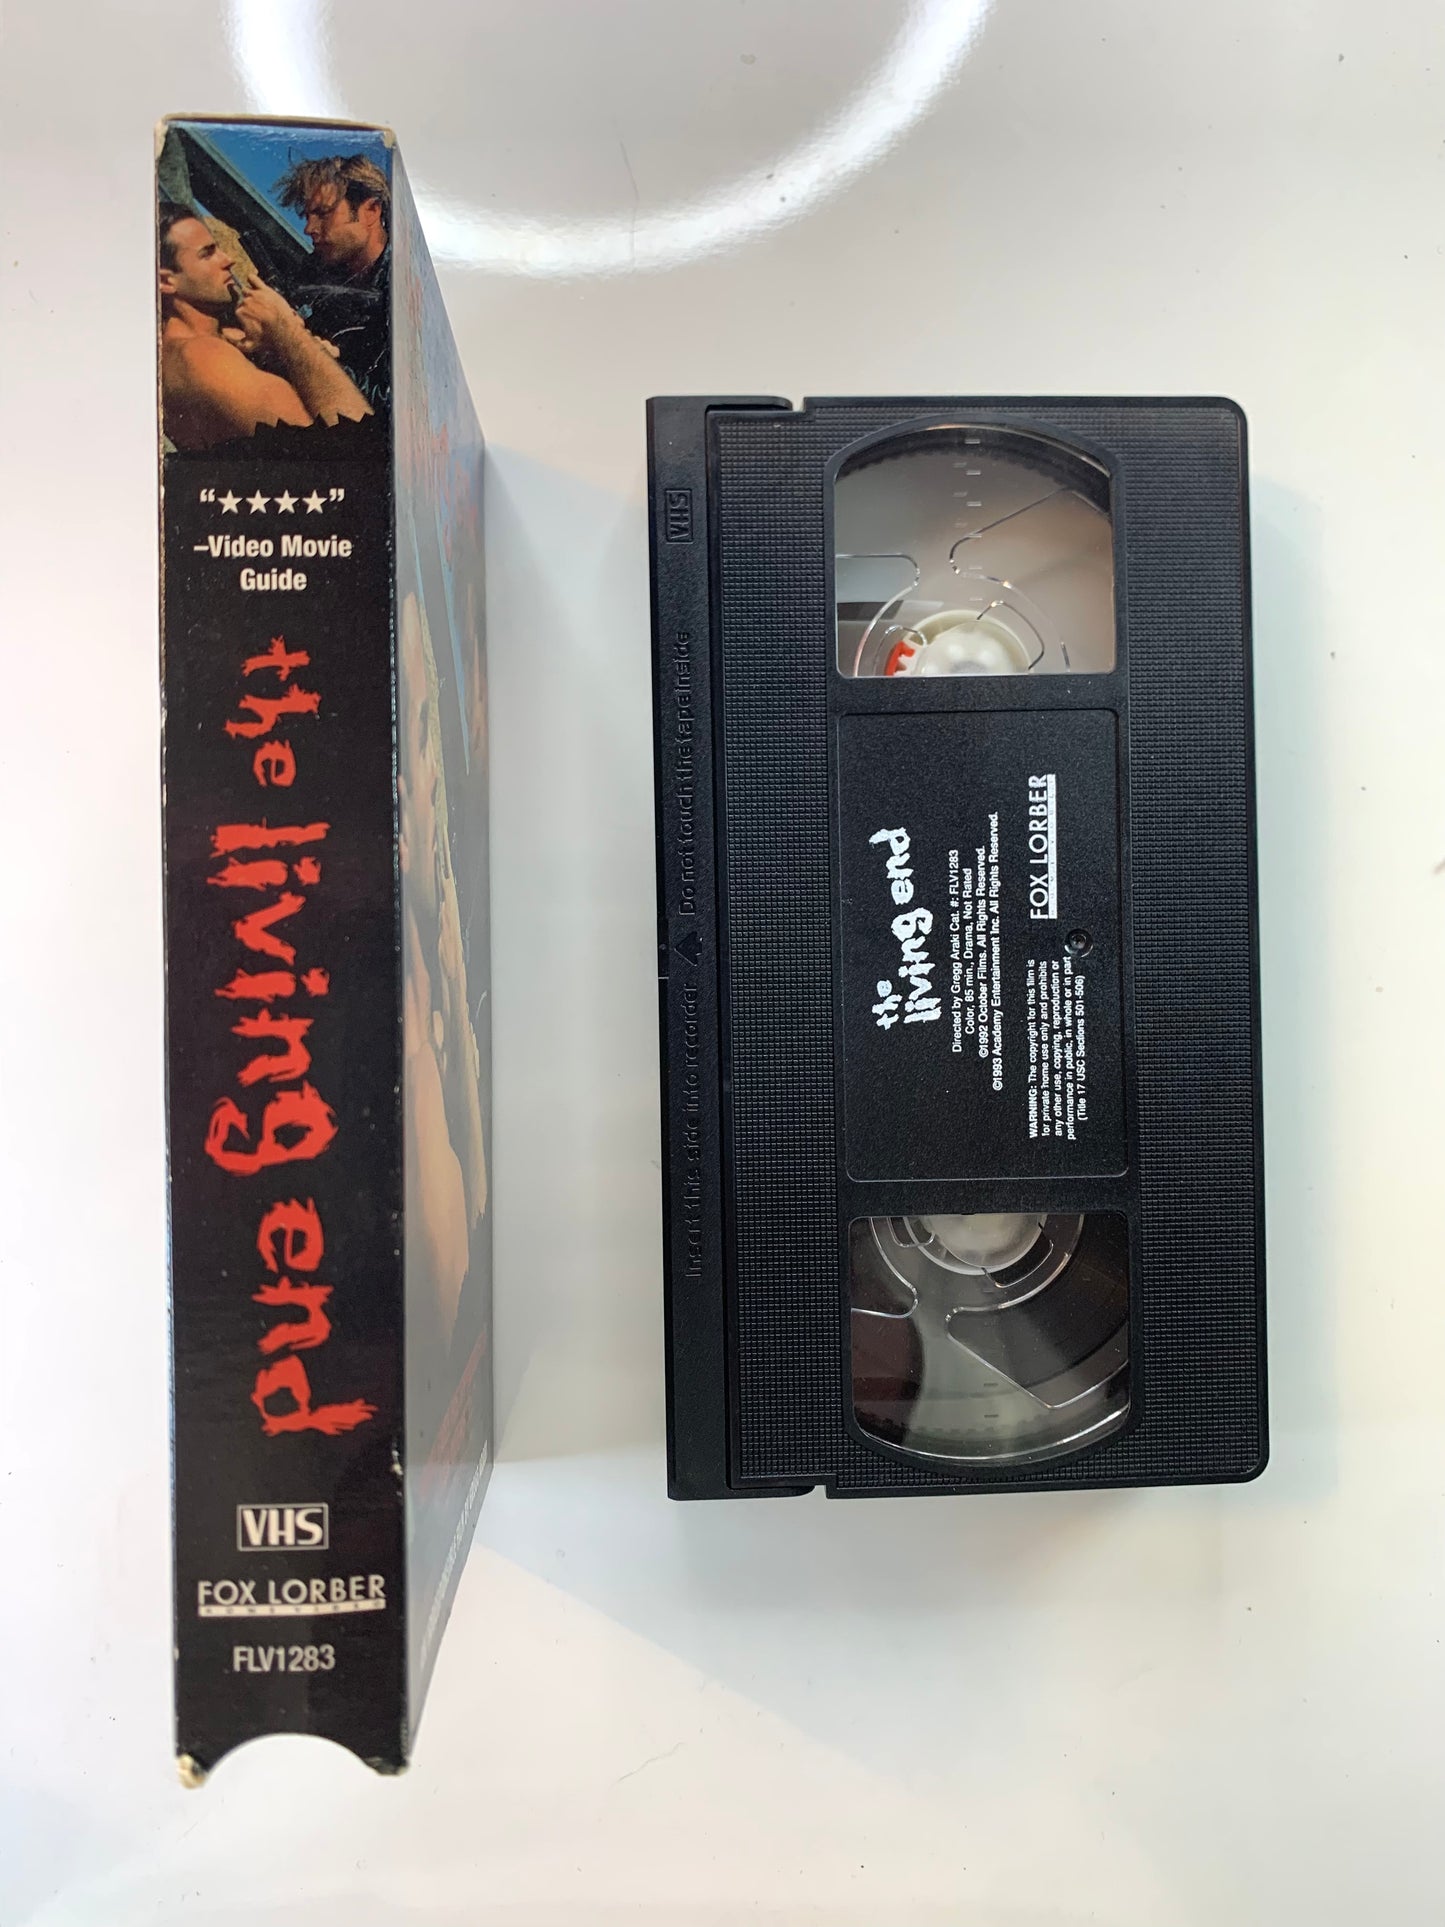 “★★★★”
–Video Movie
Guide
the living end
VHS
FOX LORBER
HOME VIDEO
FLV1283
VHS
Insert this side into recorder Do not touch the tape inside
the
living end
Directed by Gregg Araki Cat. #: FLV1283
Color, 85 min., Drama, Not Rated
©1992 October Films. All Rights Reserved.
©1993 Academy Entertainment Inc. All Rights Reserved.
FOX LORBER
WARNING: The copyright for this film is
for private home use only and prohibits
any other use, copying, reproduction or
performance in public, in whole or in part
(Title 17 USC Sections 501-506)